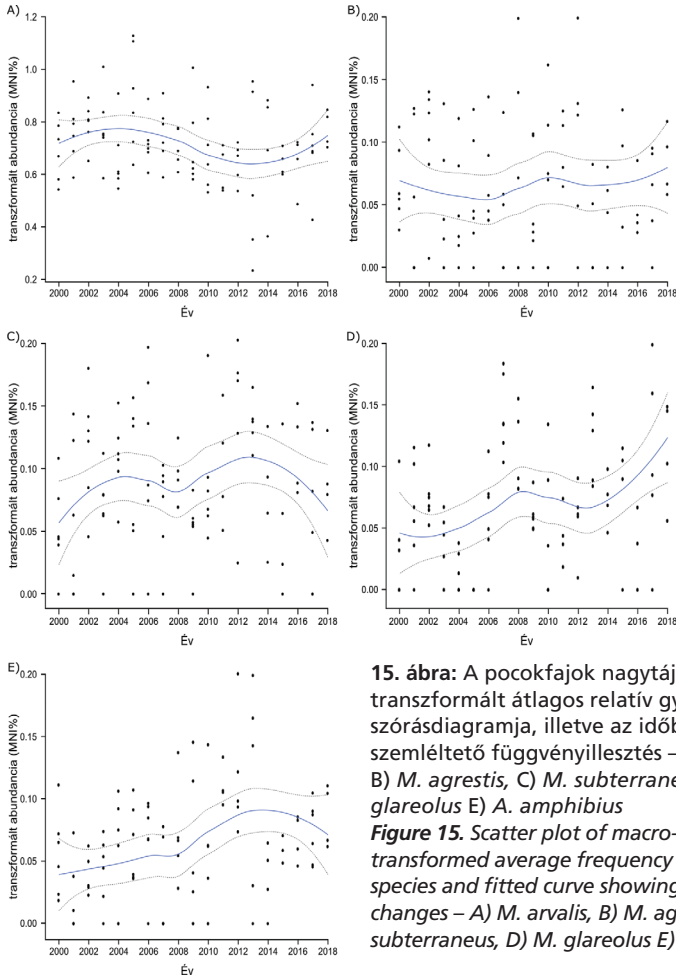 A)
transzformált abundancia (MNI%)
1.2
1.0
0.8
0.6
0.4
0.2
2000 2002 2004 2006 2008 2010 2012 2014 2016 2018
Év
B)
transzformált abundancia (MNI%)
0.20
0.15
0.10
0.05
0.00
2000 2002 2004 2006 2008 2010 2012 2014 2016 2018
Év
C)
transzformált abundancia (MNI%)
0.20
0.15
0.10
0.05
0.00
2000 2002 2004 2006 2008 2010 2012 2014 2016 2018
Év
D)
transzformált abundancia (MNI%)
0.20
0.15
0.10
0.05
0.00
2000 2002 2004 2006 2008 2010 2012 2014 2016 2018
Év
E)
transzformált abundancia (MNI%)
0.20
0.15
0.10
0.05
0.00
2000 2002 2004 2006 2008 2010 2012 2014 2016 2018
Év
15. ábra: A pocokfajok nagytáj
transzformált átlagos relatív gy
szórásdiagramja, illetve az időb
szemléltető függvényillesztés –
B) M. agrestis, C) M. subterrane
glareolus E) A. amphibius
Figure 15. Scatter plot of macro-
transformed average frequency
species and fitted curve showing
changes – A) M. arvalis, B) M. ag
subterraneus, D) M. glareolus E)